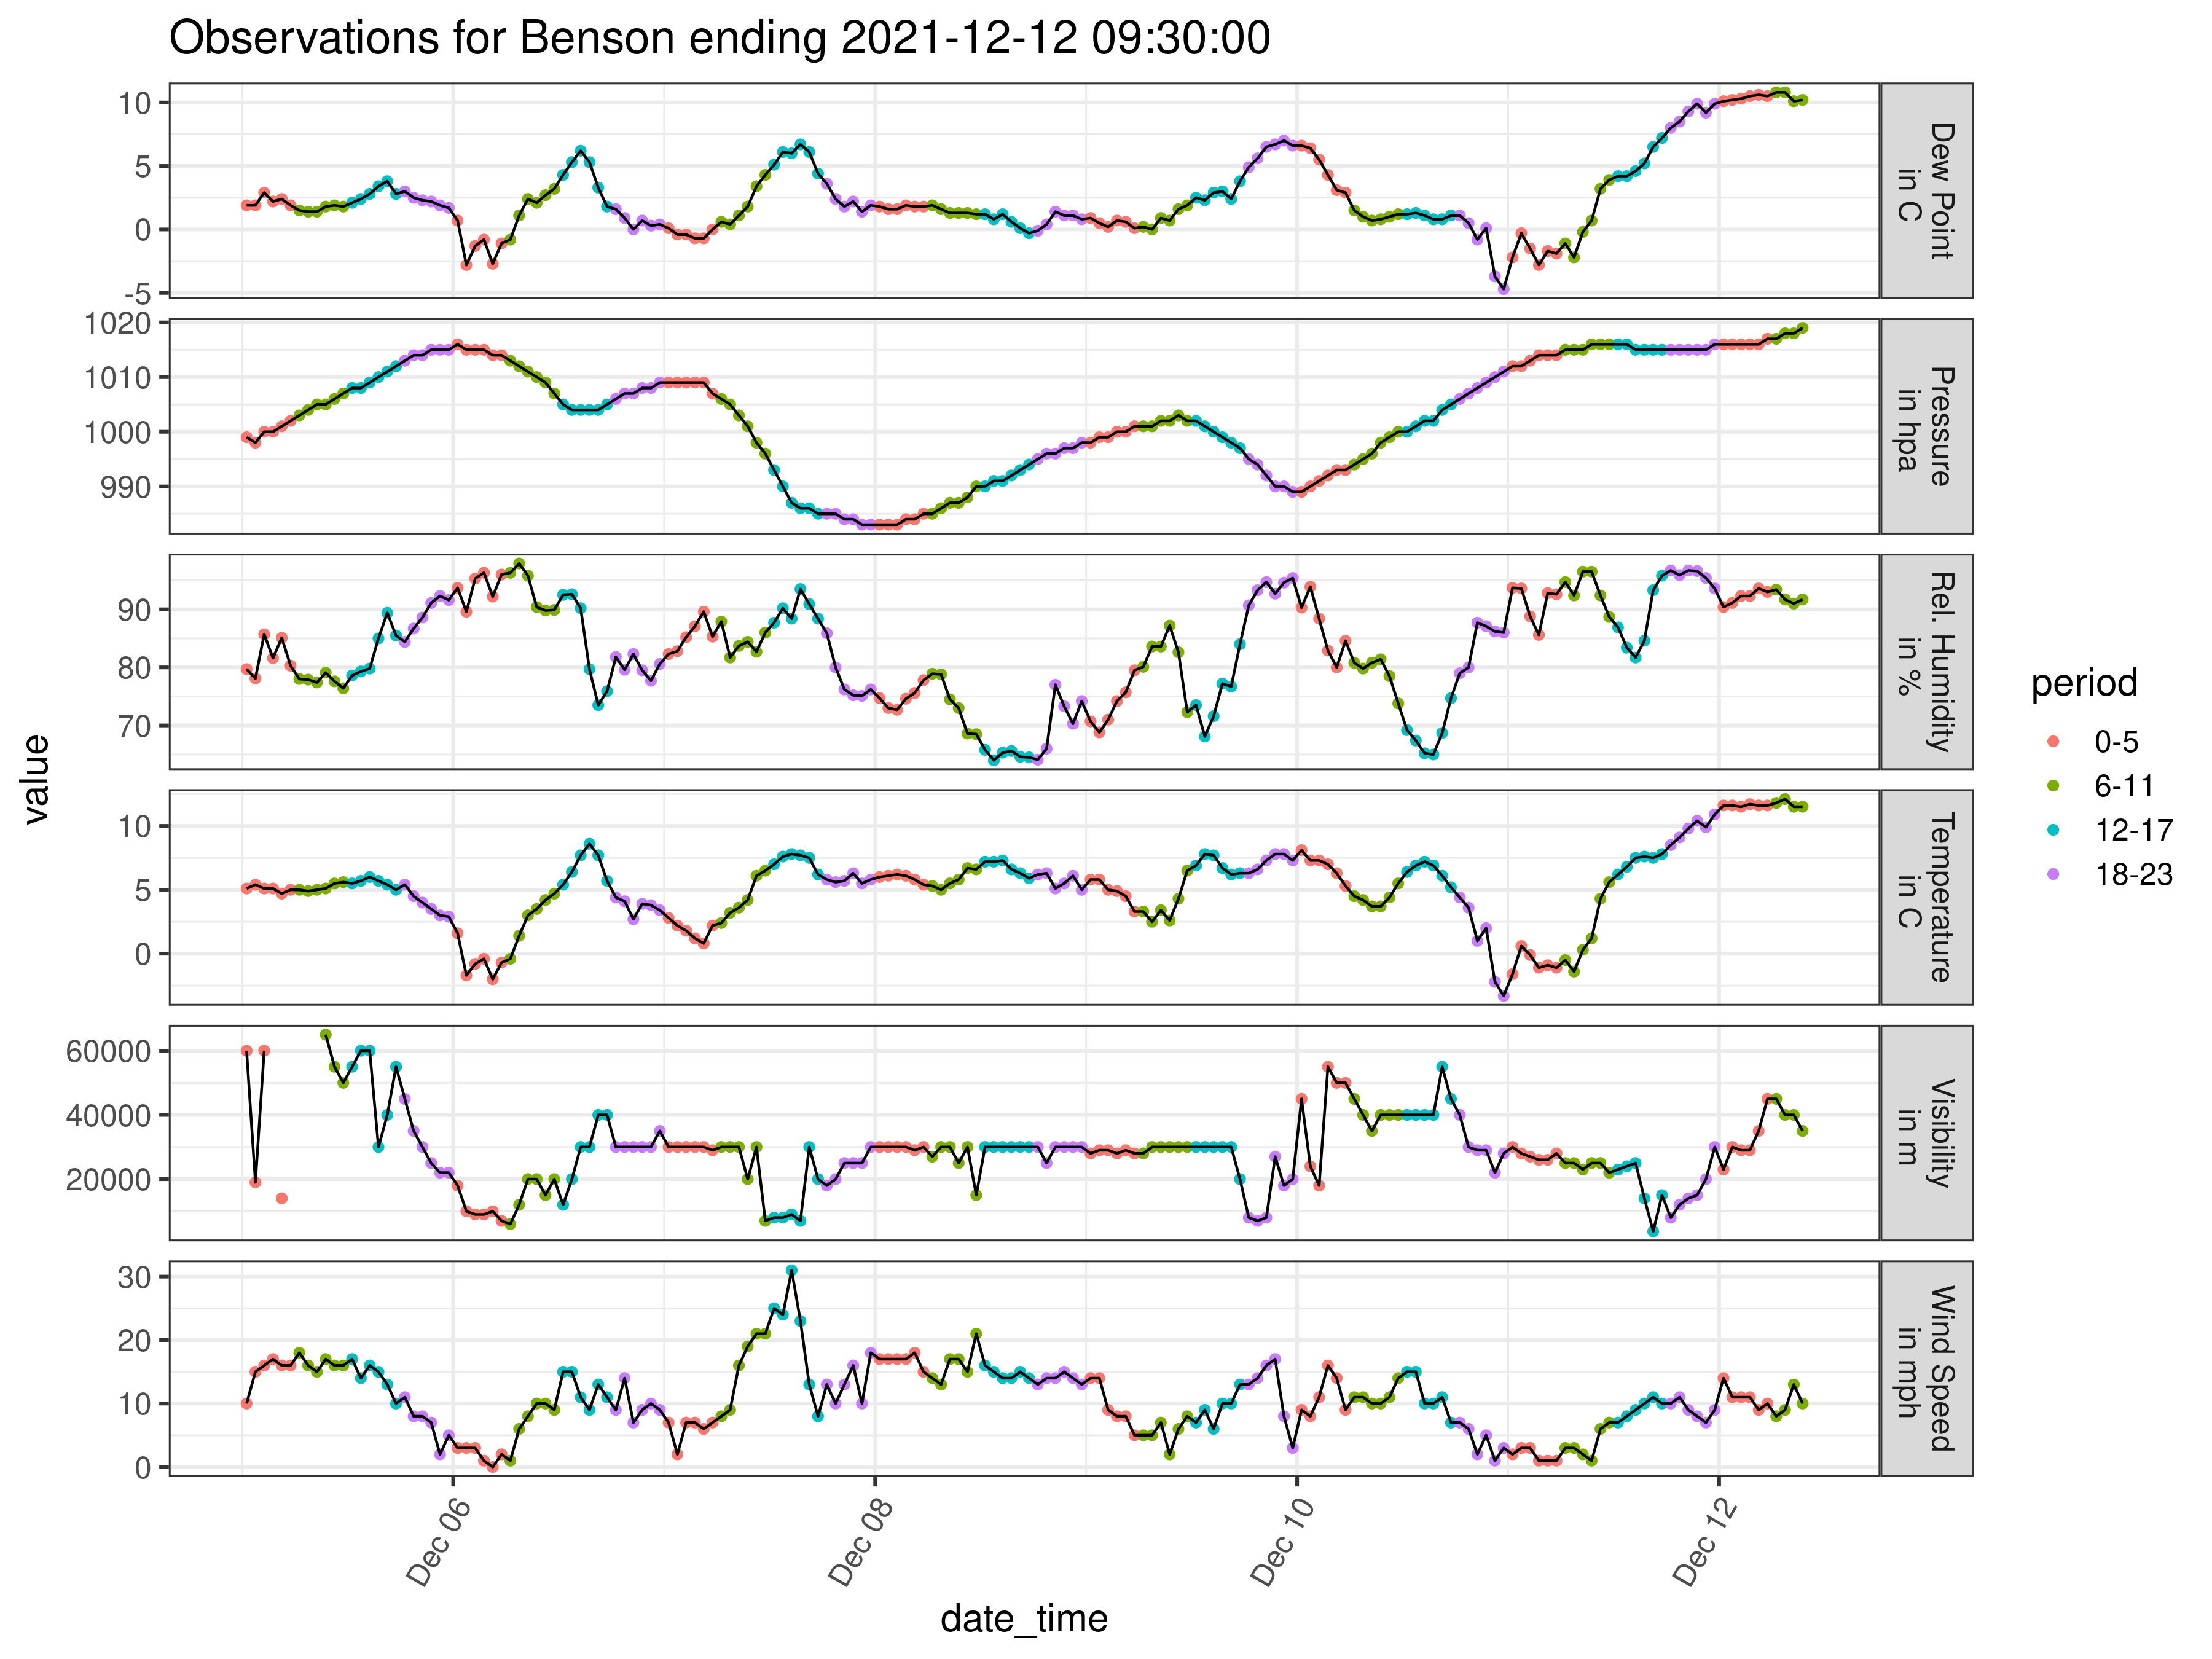 Observations for Benson ending 2021-12-12 09:30:00
value
10
5
0
-5
Dew Point
in C
1020
1010
1000
990
Pressure
in hpa
90
80
70
Rel. Humidity
in %
10
5
0
Temperature
in C
60000
40000
20000
Visibility
in m
30
20
10
0
Wind Speed
in mph
Dec 06
Dec 08
Dec 10
Dec 12
date_time
period
0-5
6-11
12-17
18-23